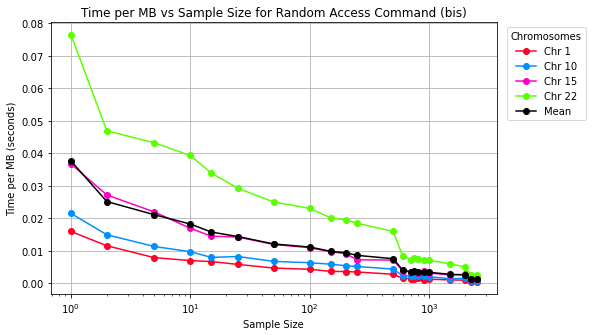 Time per MB vs Sample Size for Random Access Command (bis)
Chromosomes
Chr 1
Chr 10
Chr 15
Chr 22
Mean
Time per MB (seconds)
0.08
0.07
0.06
0.05
0.04
0.03
0.02
0.01
0.00
10⁰ 10¹ 10² 10³
Sample Size